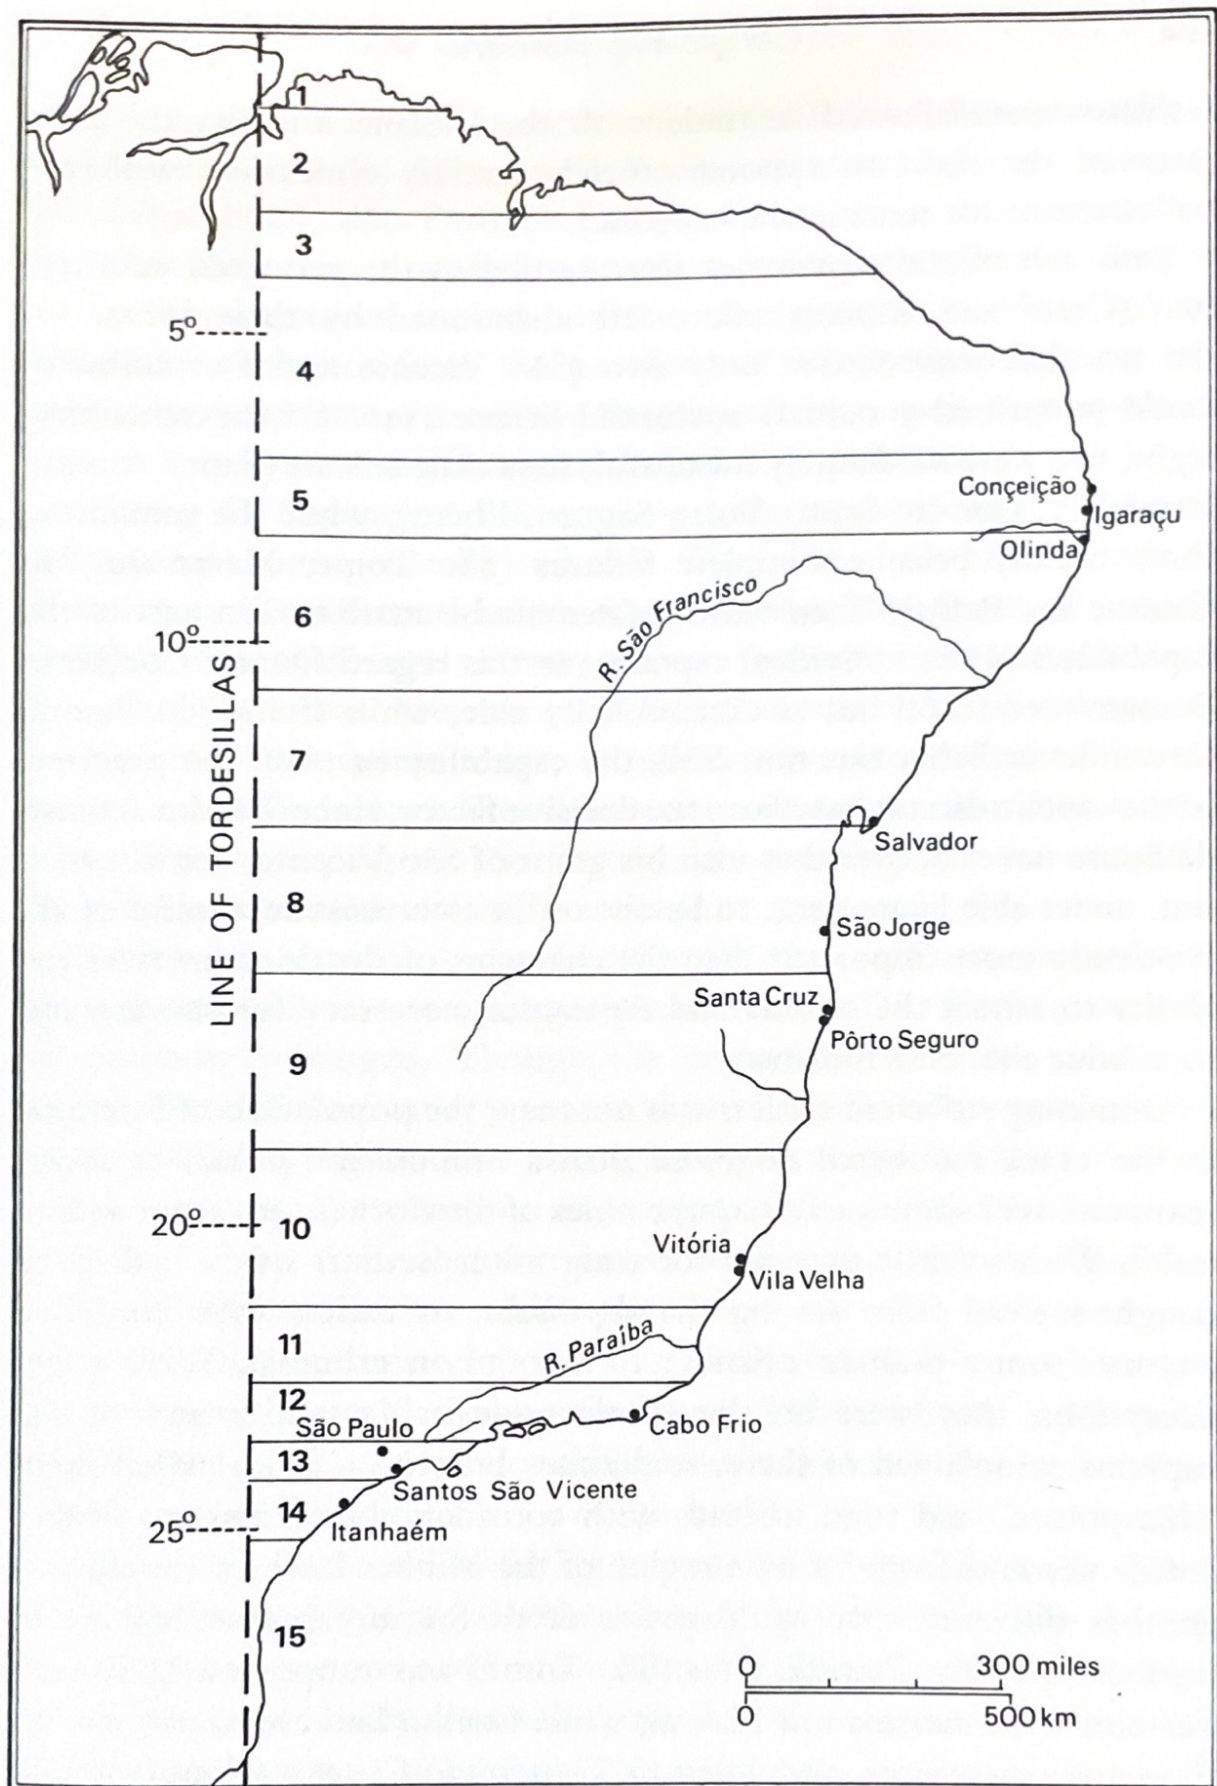 1
2
3
5º
4
Conçeição
5
Igaraçu
Olinda
R. São Francisco
6
10º
LINE OF TORDESILLAS
7
Salvador
8
São Jorge
Santa Cruz
Pôrto Seguro
9
20º
10
Vitória
Vila Velha
11
R. Paraíba
12
São Paulo
Cabo Frio
13
Santos São Vicente
14
Itanhaém
25º
15
0 300 miles
0 500 km